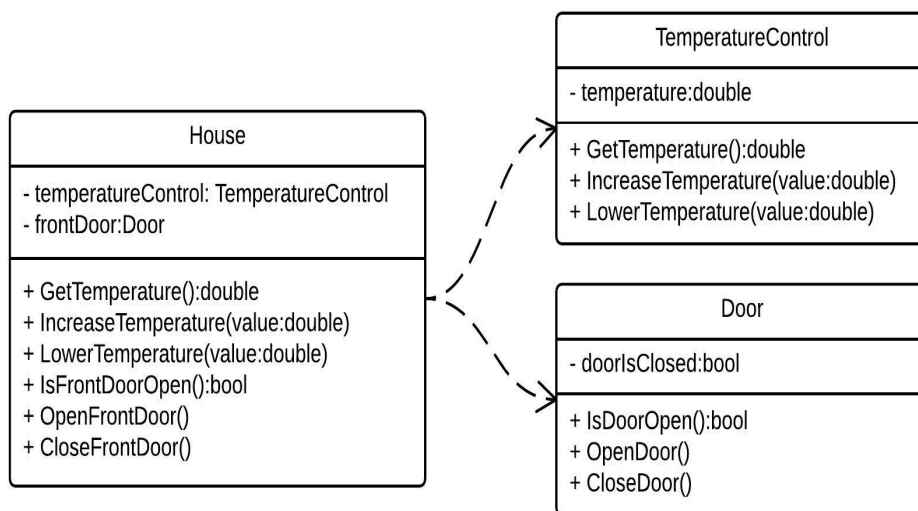 House
- temperatureControl: TemperatureControl
- frontDoor:Door
+ GetTemperature():double
+ IncreaseTemperature(value:double)
+ LowerTemperature(value:double)
+ IsFrontDoorOpen():bool
+ OpenFrontDoor()
+ CloseFrontDoor()
TemperatureControl
- temperature:double
+ GetTemperature():double
+ IncreaseTemperature(value:double)
+ LowerTemperature(value:double)
Door
- doorIsClosed:bool
+ IsDoorOpen():bool
+ OpenDoor()
+ CloseDoor()